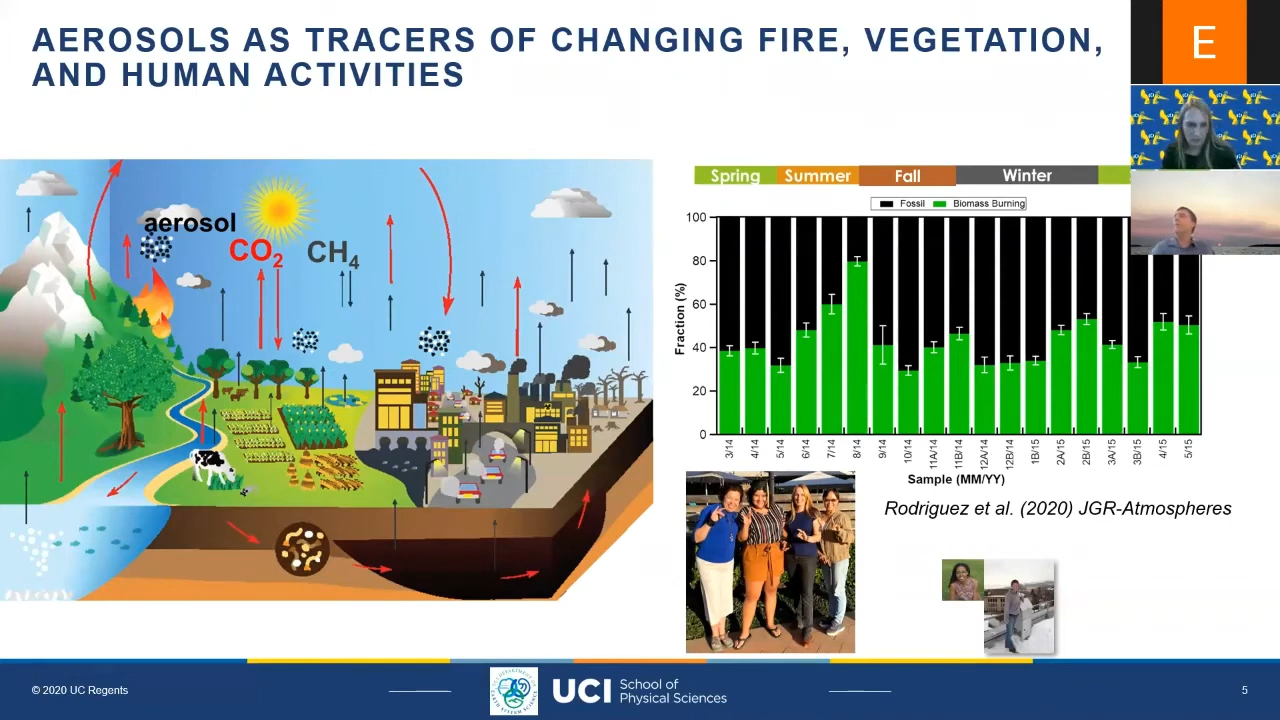 AEROSOLS AS TRACERS OF CHANGING FIRE, VEGETATION,
AND HUMAN ACTIVITIES
E
aerosol
CO2
CH4
Spring Summer Fall Winter
Fossil Biomass Burning
Fraction (%)
100
80
60
40
20
0
3/14 4/14 5/14 6/14 7/14 8/14 9/14 10/14 11A/14 11B/14 12A/14 12B/14 1A/15 1B/15 2A/15 2B/15 3A/15 3B/15 4/15 5/15
Sample (MM/YY)
Rodriguez et al. (2020) JGR-Atmospheres
© 2020 UC Regents
UCI School of
Physical Sciences
5